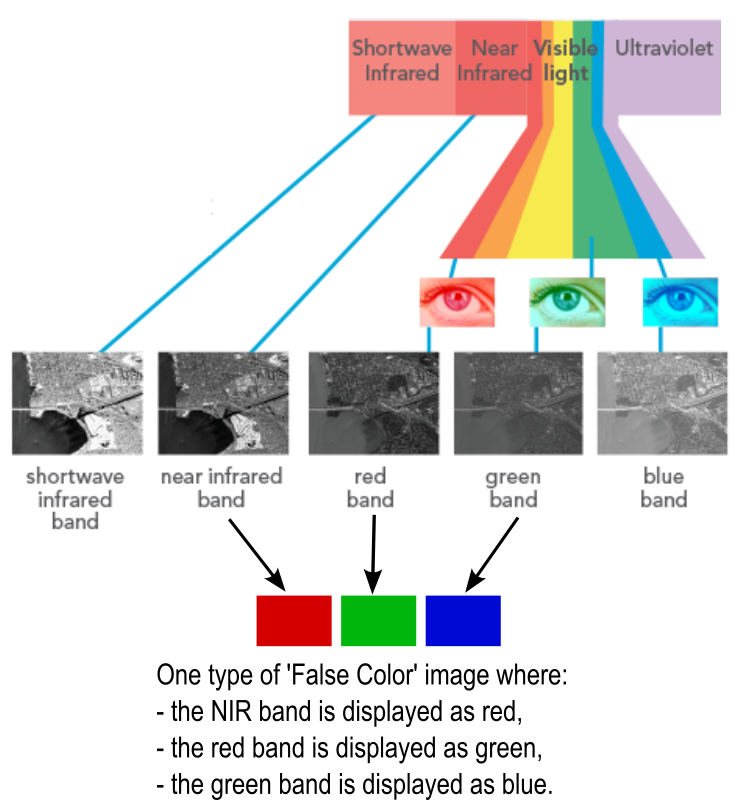 Shortwave
Infrared
Near
Infrared
Visible
light
Ultraviolet
shortwave
infrared
band
near infrared
band
red
band
green
band
blue
band
One type of 'False Color' image where:
- the NIR band is displayed as red,
- the red band is displayed as green,
- the green band is displayed as blue.